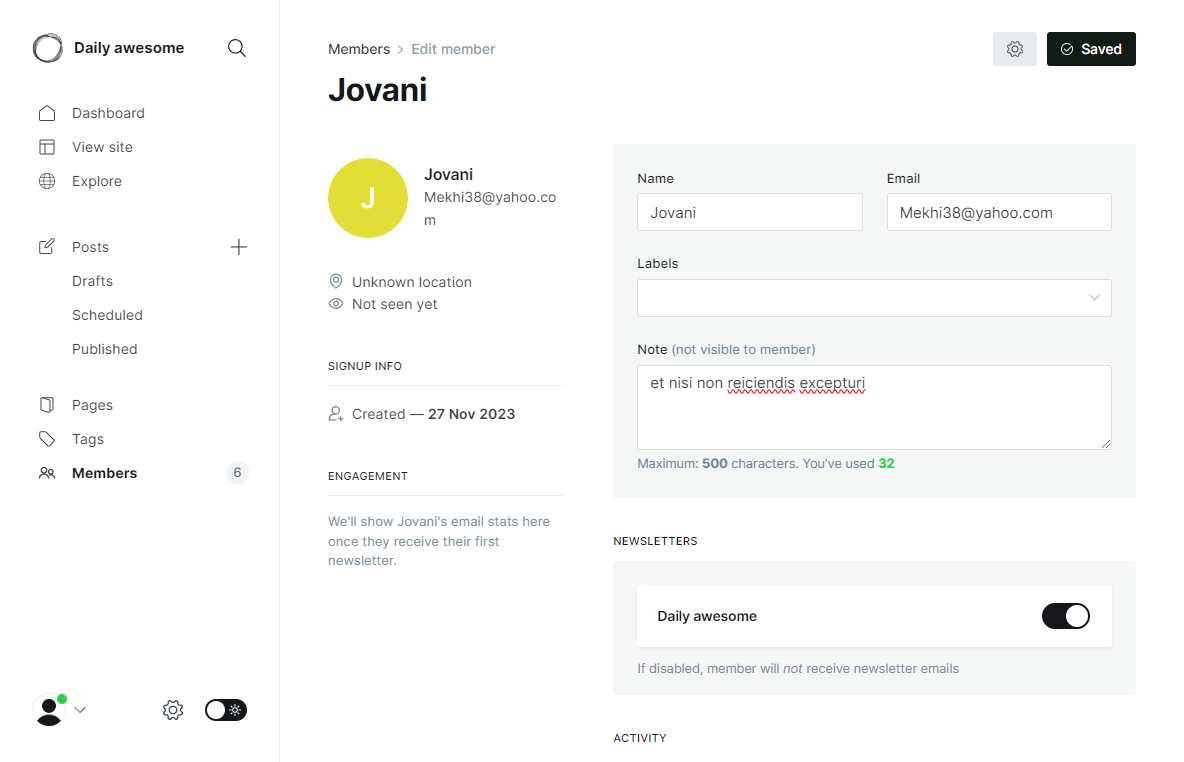 Daily awesome
Dashboard
View site
Explore
Posts
Drafts
Scheduled
Published
Pages
Tags
Members 6
Members > Edit member
Saved
Jovani
J
Jovani
Mekhi38@yahoo.co
m
Unknown location
Not seen yet
SIGNUP INFO
Created — 27 Nov 2023
ENGAGEMENT
We'll show Jovani's email stats here
once they receive their first
newsletter.
Name
Jovani
Email
Mekhi38@yahoo.com
Labels
Note (not visible to member)
et nisi non reiciendis excepturi
Maximum: 500 characters. You've used 32
NEWSLETTERS
Daily awesome
If disabled, member will not receive newsletter emails
ACTIVITY